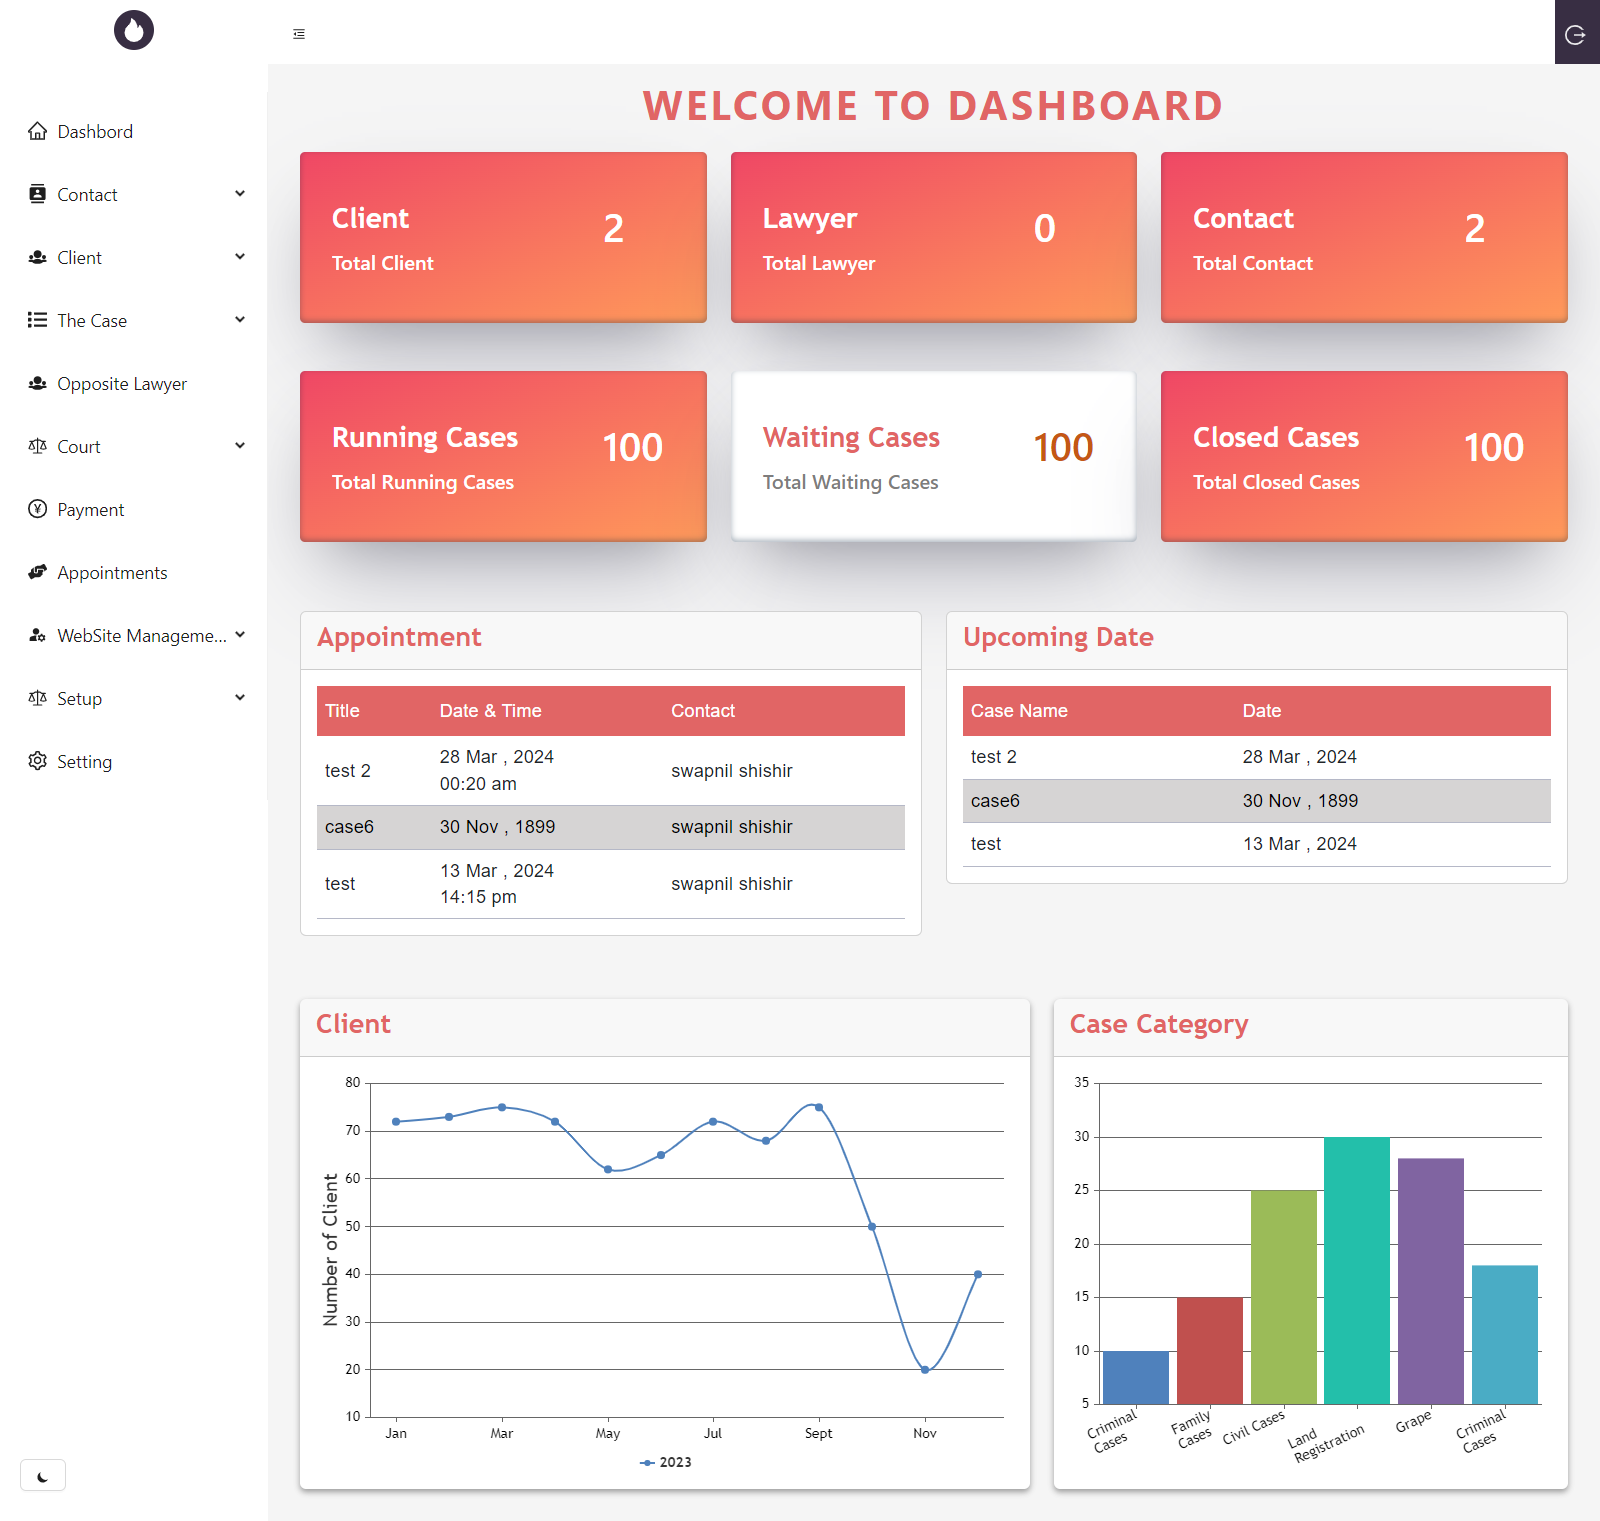 WELCOME TO DASHBOARD
Dashbord
Contact
Client
The Case
Opposite Lawyer
Court
Payment
Appointments
WebSite Manageme...
Setup
Setting
Client
2
Total Client
Lawyer
0
Total Lawyer
Contact
2
Total Contact
Running Cases
100
Total Running Cases
Waiting Cases
100
Total Waiting Cases
Closed Cases
100
Total Closed Cases
Appointment
Title Date & Time Contact
test 2 28 Mar , 2024 swapnil shishir
00:20 am
case6 30 Nov , 1899 swapnil shishir
test 13 Mar , 2024 swapnil shishir
14:15 pm
Upcoming Date
Case Name Date
test 2 28 Mar , 2024
case6 30 Nov , 1899
test 13 Mar , 2024
Client
Number of Client
80
70
60
50
40
30
20
10
Jan Mar May Jul Sept Nov
2023
Case Category
35
30
25
20
15
10
5
Criminal
Cases
Family
Cases
Civil Cases
Land
Registration
Grape
Criminal
Cases